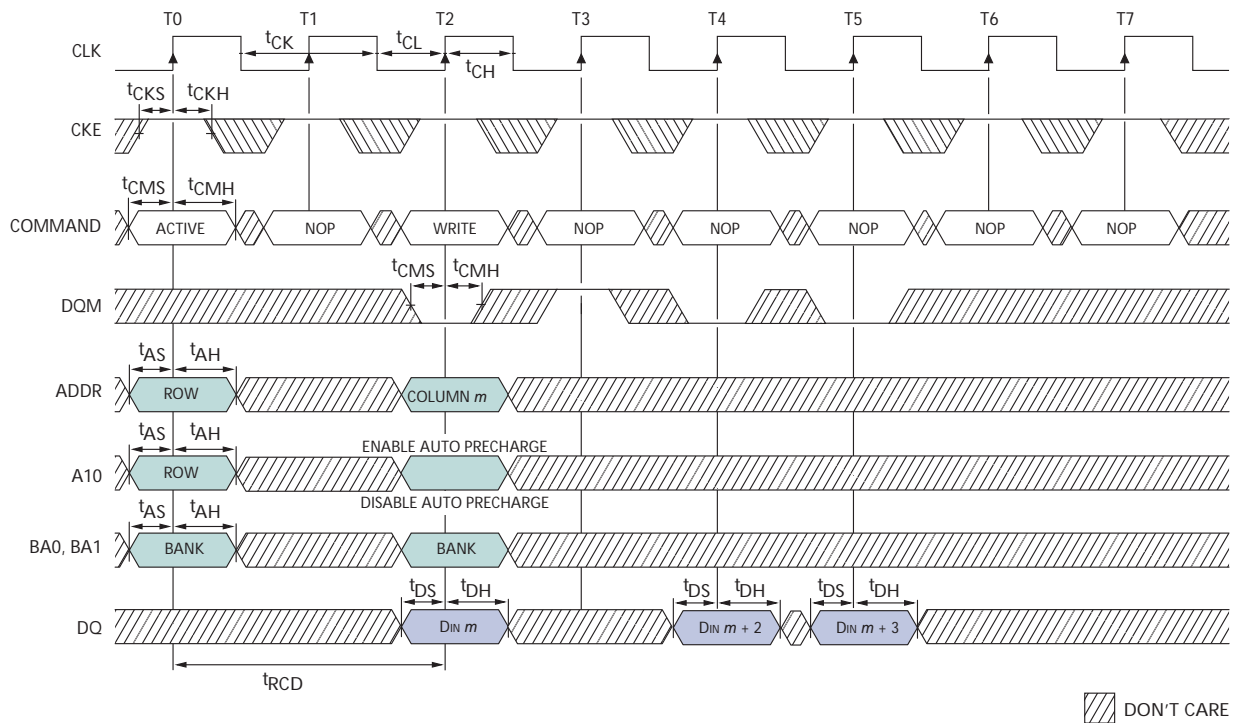 T0 T1 T2 T3 T4 T5 T6 T7
CLK tCK tCL tCH
tCKS tCKH
CKE
tCMS tCMH
COMMAND ACTIVE NOP WRITE NOP NOP NOP NOP NOP
tCMS tCMH
DQM
tAS tAH
ADDR ROW COLUMN m
tAS tAH ENABLE AUTO PRECHARGE
A10 ROW
DISABLE AUTO PRECHARGE
tAS tAH
BA0, BA1 BANK BANK
tDS tDH tDS tDH tDS tDH
DQ DIN m DIN m + 2 DIN m + 3
tRCD
DON'T CARE